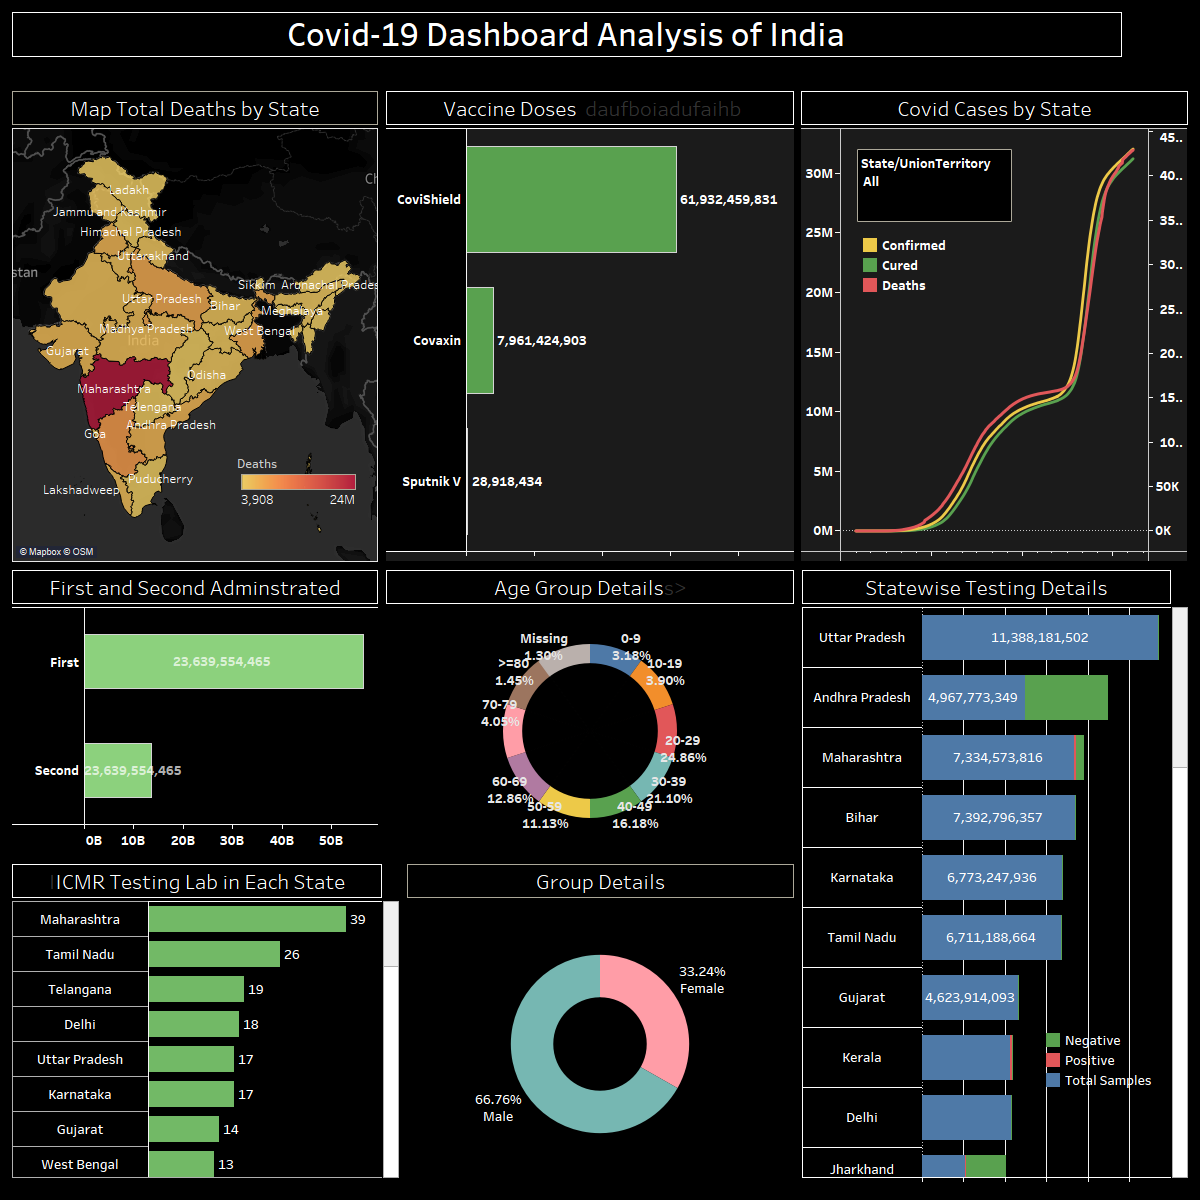 Covid-19 Dashboard Analysis of India
Map Total Deaths by State
Ladakh
Jammu and Kashmir
Himachal Pradesh
Uttarakhand
stan
Ch
Sikkim
Arunachal Prades
Uttar Pradesh
Bihar
Meghalaya
Madhya Pradesh
West Bengal
India
Gujarat
Odisha
Maharashtra
Telengana
Andhra Pradesh
Goa
Puducherry
Lakshadweep
Deaths
3,908
24M
© Mapbox © OSM
Vaccine Doses daufboiadufaihb
CoviShield
61,932,459,831
Covaxin
7,961,424,903
Sputnik V
28,918,434
Covid Cases by State
State/UnionTerritory
All
Confirmed
Cured
Deaths
30M
25M
20M
15M
10M
5M
0M
45..
40..
35..
30..
25..
20..
15..
10..
50K
0K
First and Second Adminstrated
First
23,639,554,465
Second
23,639,554,465
0B
10B
20B
30B
40B
50B
Age Group Details>
Missing
1.30%
0-9
3.18%
10-19
3.90%
20-29
24.86%
30-39
21.10%
40-49
16.18%
50-59
11.13%
60-69
12.86%
70-79
4.05%
>=80
1.45%
Statewise Testing Details
Uttar Pradesh
11,388,181,502
Andhra Pradesh
4,967,773,349
Maharashtra
7,334,573,816
Bihar
7,392,796,357
Karnataka
6,773,247,936
Tamil Nadu
6,711,188,664
Gujarat
4,623,914,093
Kerala
Delhi
Jharkhand
Negative
Positive
Total Samples
ICMR Testing Lab in Each State
Maharashtra
39
Tamil Nadu
26
Telangana
19
Delhi
18
Uttar Pradesh
17
Karnataka
17
Gujarat
14
West Bengal
13
Group Details
33.24%
Female
66.76%
Male